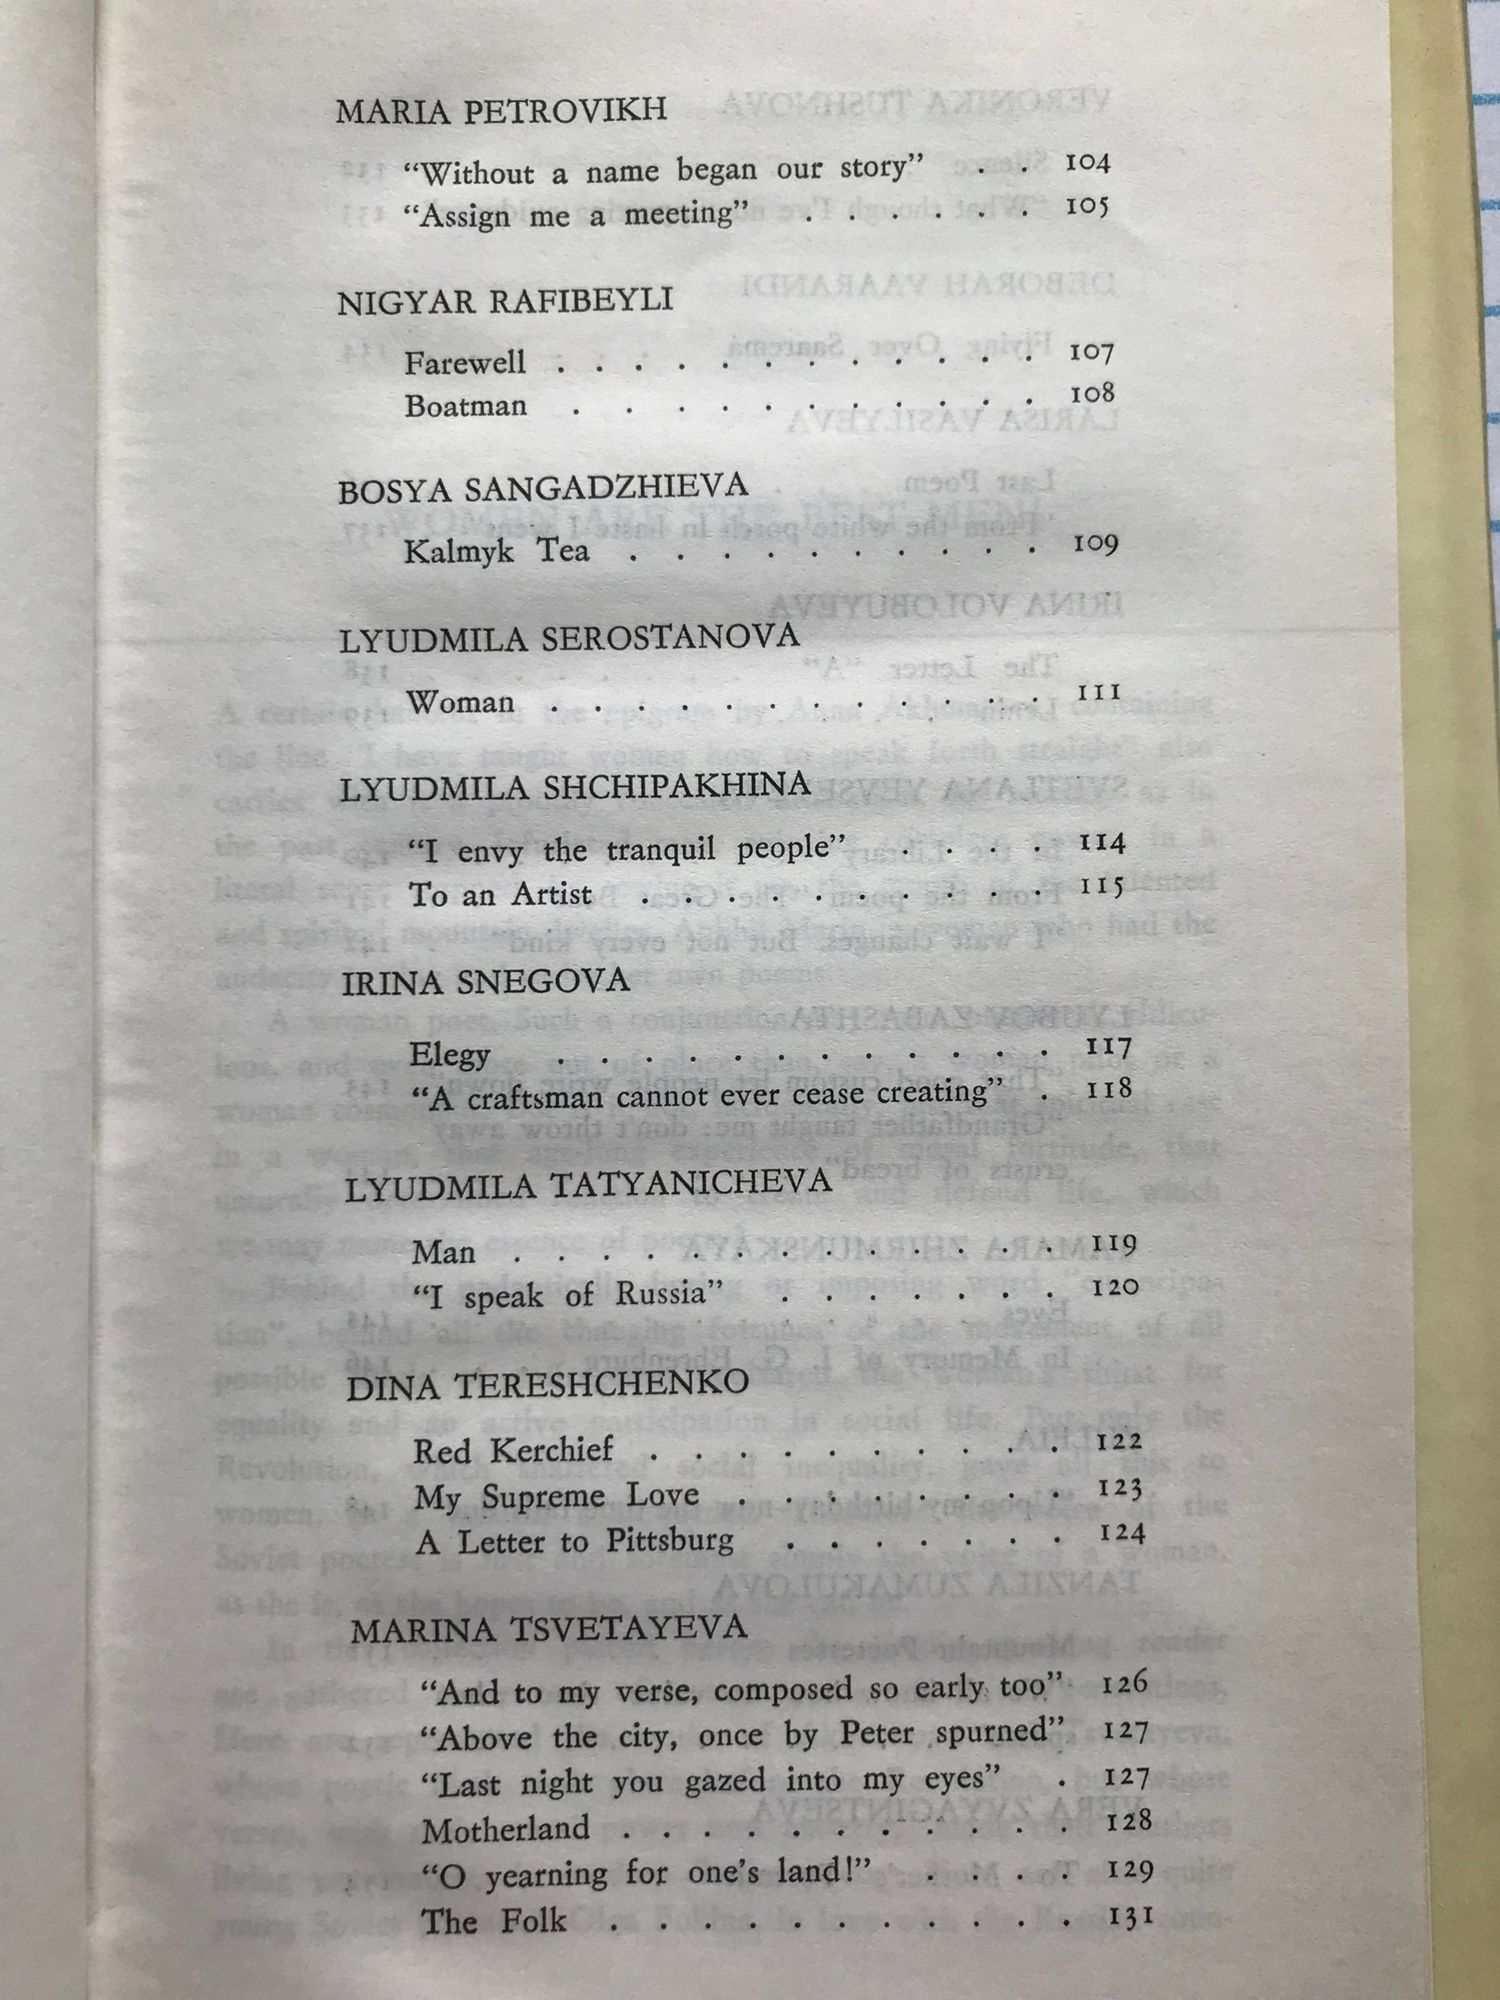 MARIA PETROVIKH
“Without a name began our story” . . 104
“Assign me a meeting” . . . . . . 105
NIGYAR RAFIBEYLI
Farewell . . . . . . . . . . . . 107
Boatman . . . . . . . . . . . 108
BOSYA SANGADZHIEVA
Kalmyk Tea . . . . . . . . . . 109
LYUDMILA SEROSTANOVA
Woman . . . . . . . . . . . . 111
LYUDMILA SHCHIPAKHINA
“I envy the tranquil people” . . . . 114
To an Artist . . . . . . . . . . 115
IRINA SNEGOVA
Elegy . . . . . . . . . . . . 117
“A craftsman cannot ever cease creating” . 118
LYUDMILA TATYANICHEVA
Man . . . . . . . . . . . . . 119
“I speak of Russia” . . . . . . . 120
DINA TERESHCHENKO
Red Kerchief . . . . . . . . . . 122
My Supreme Love . . . . . . . . 123
A Letter to Pittsburg . . . . . . . 124
MARINA TSVETAYEVA
“And to my verse, composed so early too” 126
“Above the city, once by Peter spurned” 127
“Last night you gazed into my eyes” . 127
Motherland . . . . . . . . . . . 128
“O yearning for one’s land!” . . . . 129
The Folk . . . . . . . . . . . 131